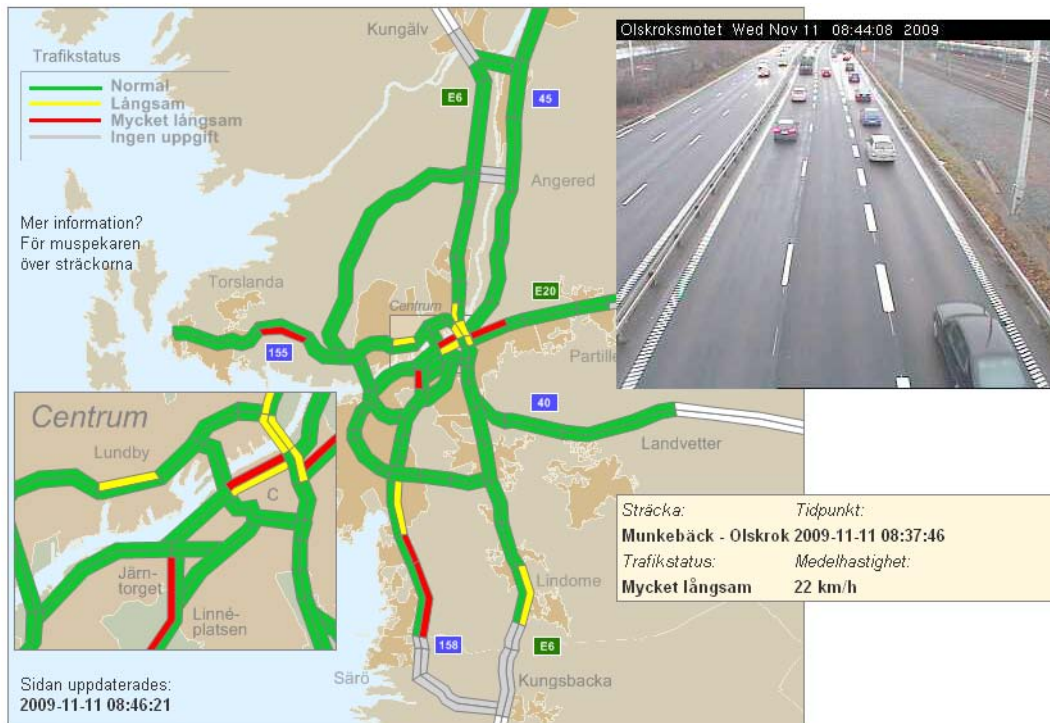 Trafikstatus
Normal
Långsam
Mycket långsam
Ingen uppgift
Mer information?
För muspekaren
över sträckorna
Kungälv
E6
45
Angered
Torslanda
Centrum
E20
155
Partille
40
Landvetter
Lindome
158
E6
Särö
Kungsbacka
Centrum
Lundby
C
Järn-
torget
Linné-
platsen
Sidan uppdaterades:
2009-11-11 08:46:21
Olskroksmotet Wed Nov 11 08:44:08 2009
Sträcka: Tidpunkt:
Munkebäck - Olskrok 2009-11-11 08:37:46
Trafikstatus: Medelhastighet:
Mycket långsam 22 km/h